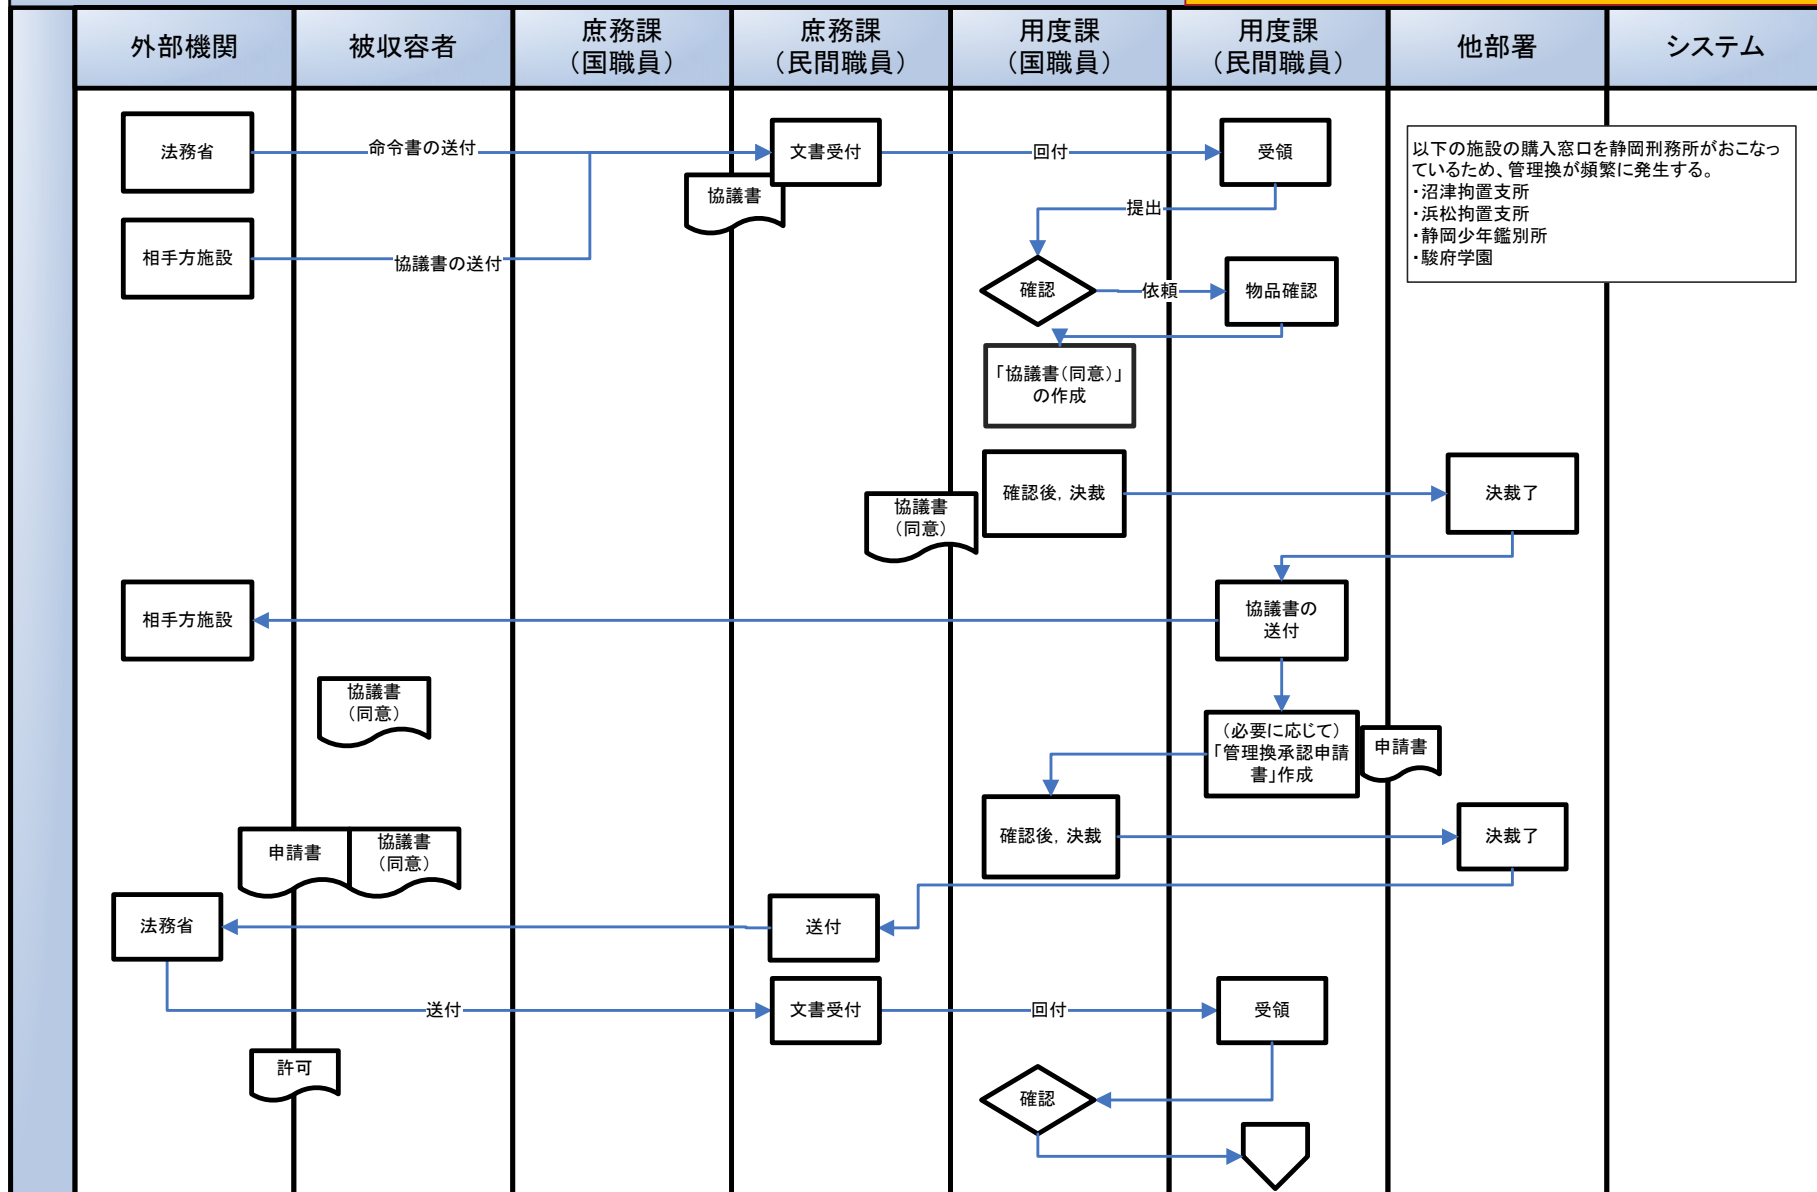 外部機関
被収容者
庶務課
（国職員）
庶務課
（民間職員）
用度課
（国職員）
用度課
（民間職員）
他部署
システム
法務省
命令書の送付
文書受付
回付
受領
以下の施設の購入窓口を静岡刑務所がおこなっ
ているため、管理換が頻繁に発生する。
・沼津拘置支所
・浜松拘置支所
・静岡少年鑑別所
・駿府学園
協議書
提出
相手方施設
協議書の送付
確認
依頼
物品確認
「協議書（同意）」
の作成
確認後，決裁
決裁了
協議書
（同意）
相手方施設
協議書の
送付
協議書
（同意）
（必要に応じて）
「管理換承認申請
書」作成
申請書
確認後，決裁
決裁了
申請書
協議書
（同意）
法務省
送付
送付
文書受付
回付
受領
許可
確認